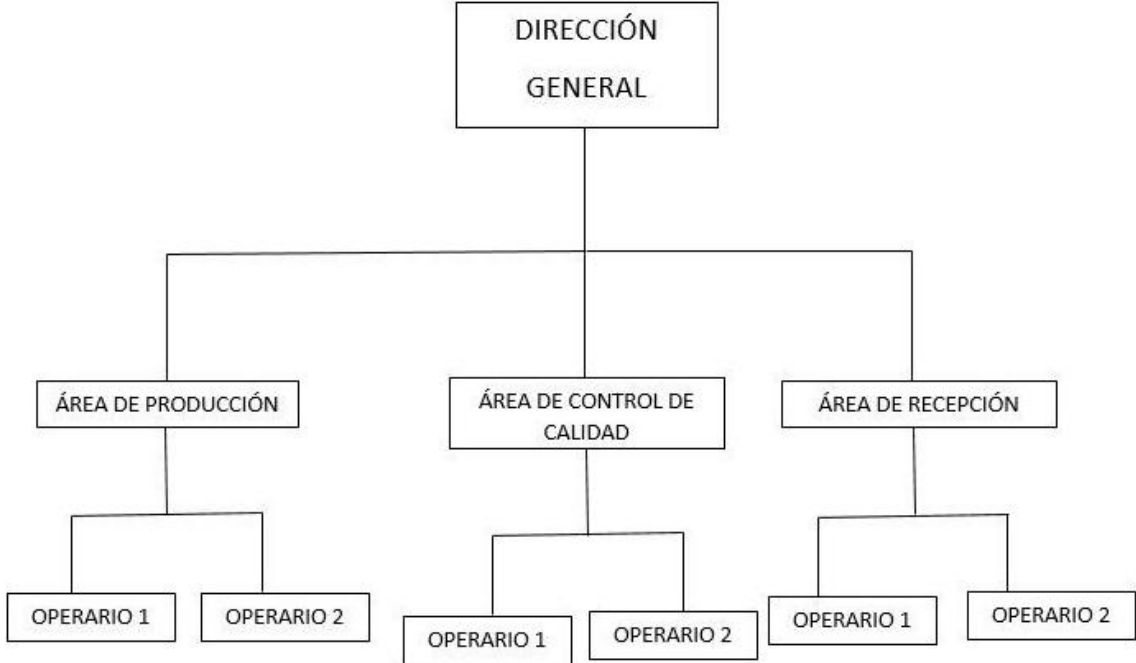 DIRECCIÓN
GENERAL
ÁREA DE PRODUCCIÓN
ÁREA DE CONTROL DE
CALIDAD
ÁREA DE RECEPCIÓN
OPERARIO 1
OPERARIO 2
OPERARIO 1
OPERARIO 2
OPERARIO 1
OPERARIO 2